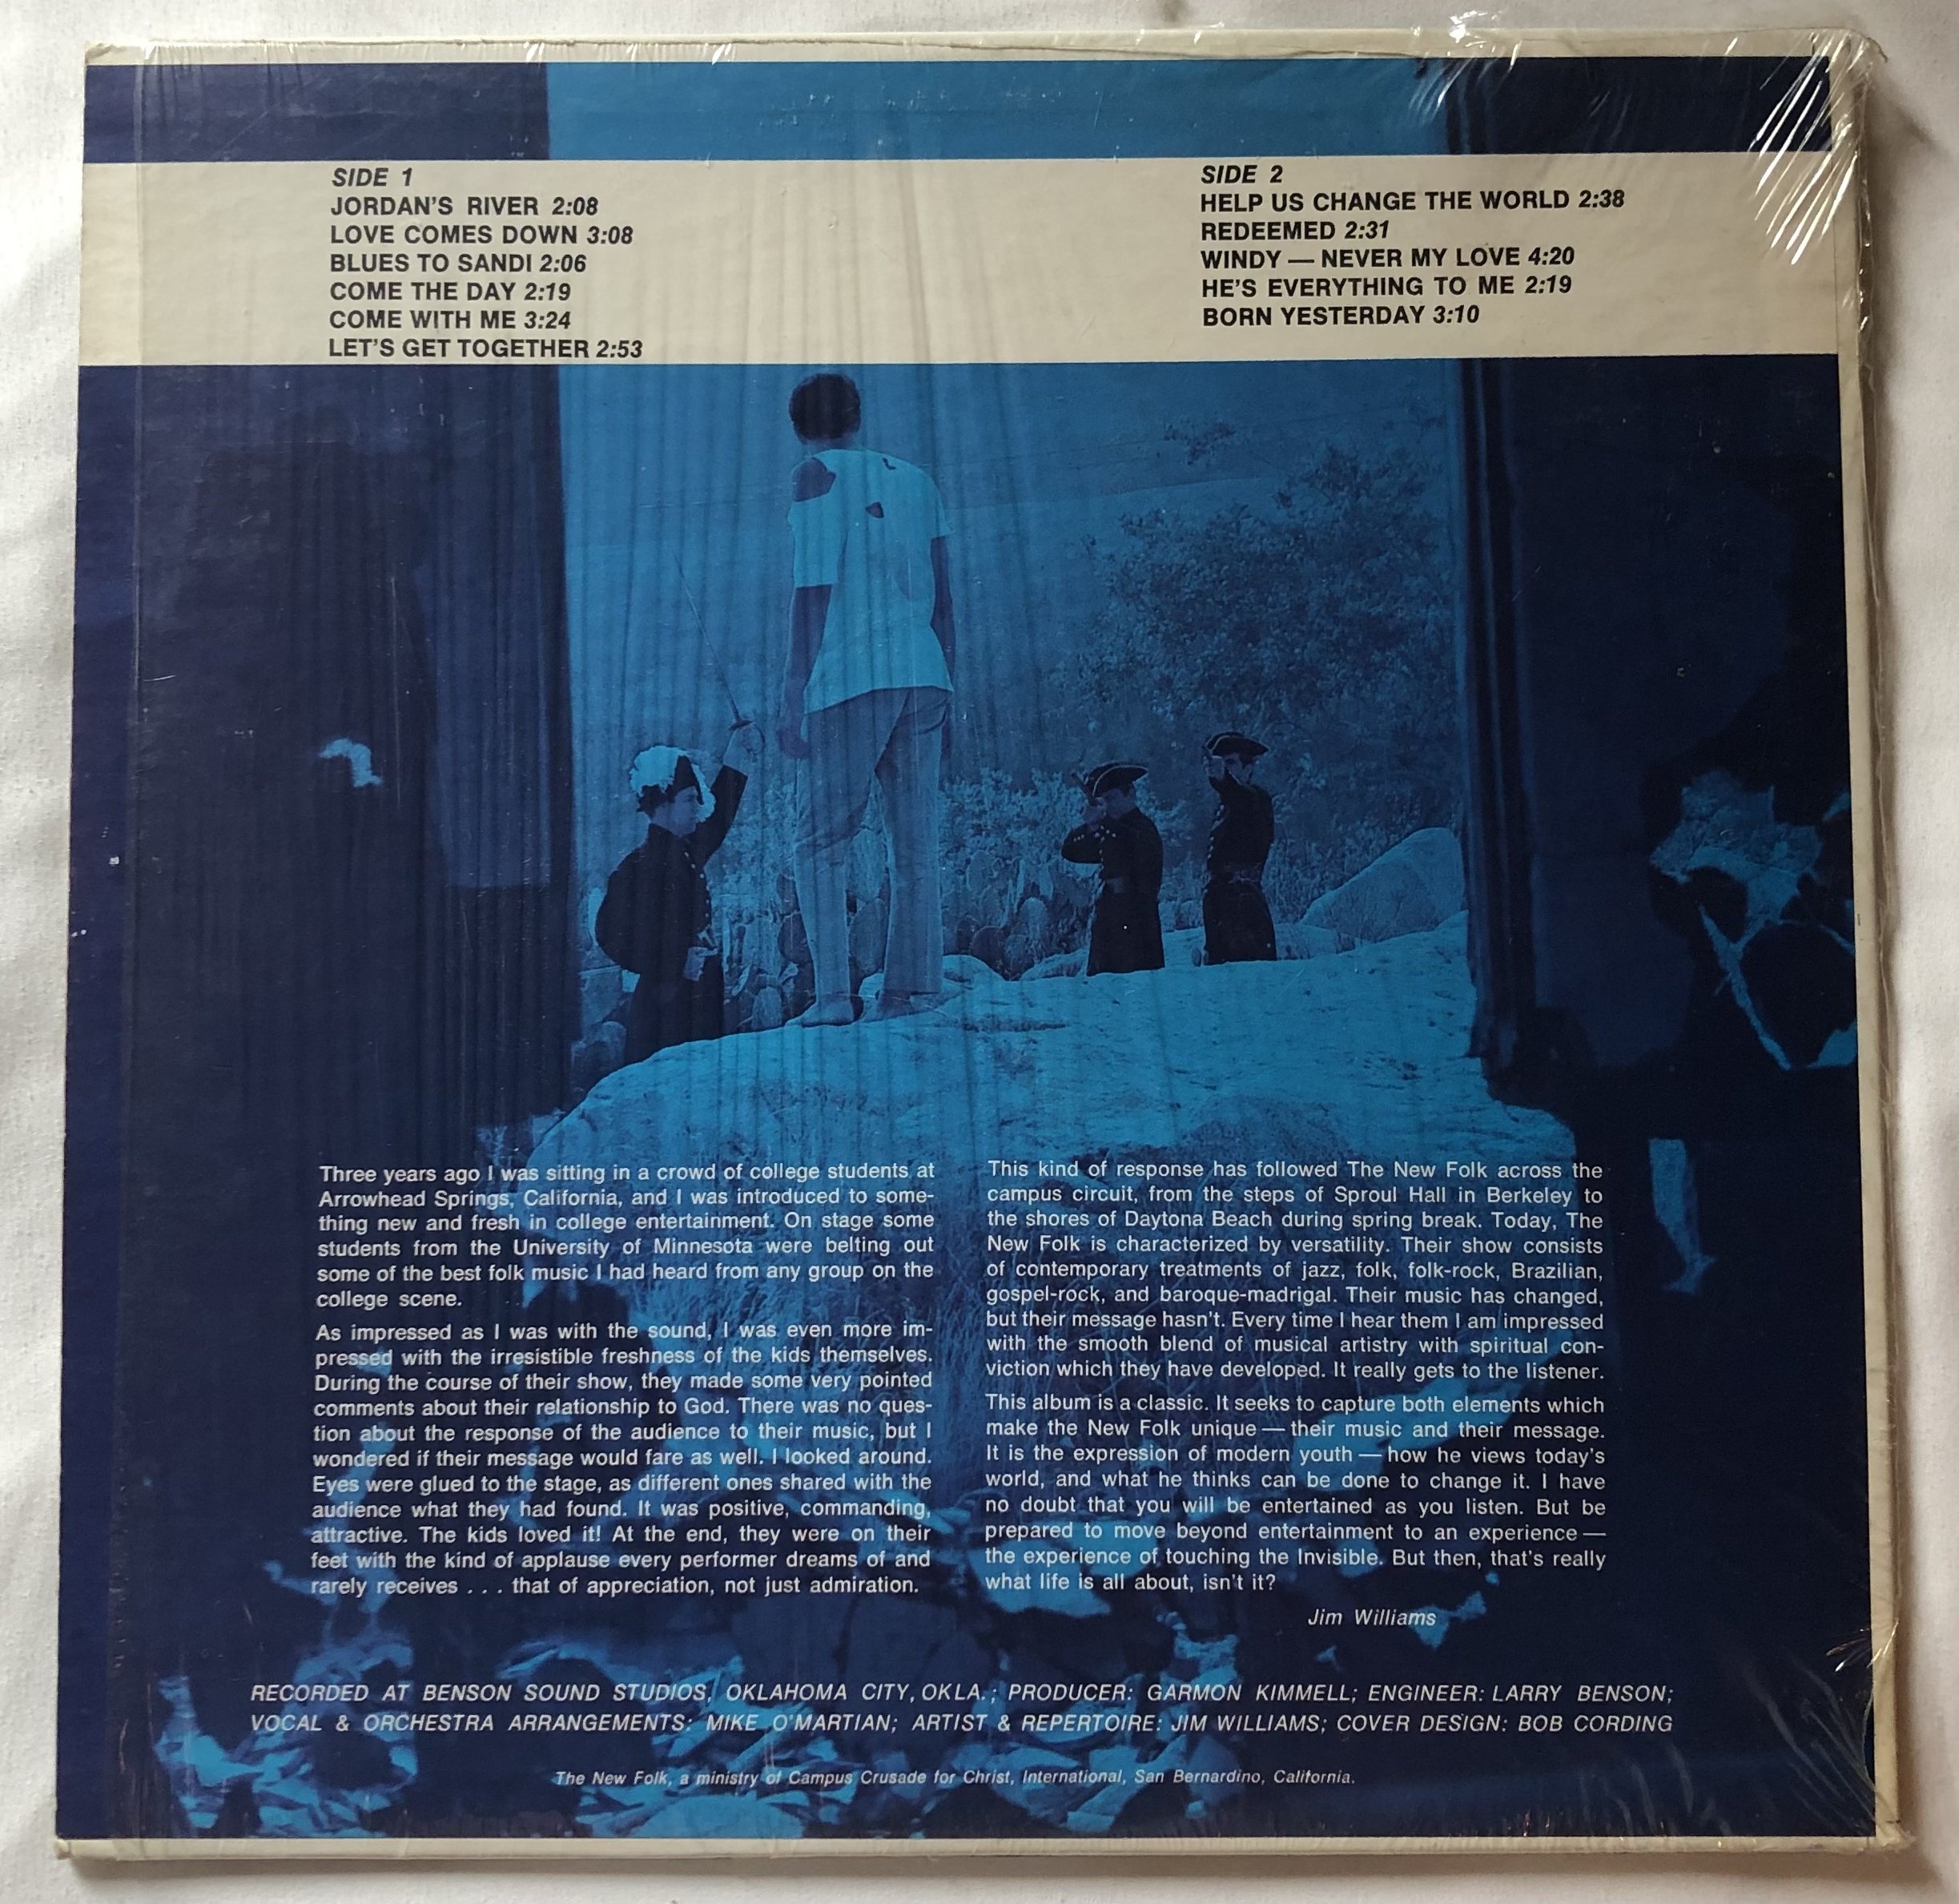 SIDE 1
JORDAN'S RIVER 2:08
LOVE COMES DOWN 3:08
BLUES TO SANDI 2:06
COME THE DAY 2:19
COME WITH ME 3:24
LET'S GET TOGETHER 2:53
SIDE 2
HELP US CHANGE THE WORLD 2:38
REDEEMED 2:31
WINDY — NEVER MY LOVE 4:20
HE'S EVERYTHING TO ME 2:19
BORN YESTERDAY 3:10
Three years ago I was sitting in a crowd of college students at
Arrowhead Springs, California, and I was introduced to some-
thing new and fresh in college entertainment. On stage some
students from the University of Minnesota were belting out
some of the best folk music I had heard from any group on the
college scene.
As impressed as I was with the sound, I was even more im-
pressed with the irresistible freshness of the kids themselves.
During the course of their show, they made some very pointed
comments about their relationship to God. There was no ques-
tion about the response of the audience to their music, but I
wondered if their message would fare as well. I looked around.
Eyes were glued to the stage, as different ones shared with the
audience what they had found. It was positive, commanding,
attractive. The kids loved it! At the end, they were on their
feet with the kind of applause every performer dreams of and
rarely receives . . . that of appreciation, not just admiration.
This kind of response has followed The New Folk across the
campus circuit, from the steps of Sproul Hall in Berkeley to
the shores of Daytona Beach during spring break. Today, The
New Folk is characterized by versatility. Their show consists
of contemporary treatments of jazz, folk, folk-rock, Brazilian,
gospel-rock, and baroque-madrigal. Their music has changed,
but their message hasn't. Every time I hear them I am impressed
with the smooth blend of musical artistry with spiritual con-
viction which they have developed. It really gets to the listener.
This album is a classic. It seeks to capture both elements which
make the New Folk unique — their music and their message.
It is the expression of modern youth — how he views today's
world, and what he thinks can be done to change it. I have
no doubt that you will be entertained as you listen. But be
prepared to move beyond entertainment to an experience —
the experience of touching the Invisible. But then, that's really
what life is all about, isn't it?
Jim Williams
RECORDED AT BENSON SOUND STUDIOS, OKLAHOMA CITY, OKLA.; PRODUCER: GARMON KIMMELL; ENGINEER: LARRY BENSON;
VOCAL & ORCHESTRA ARRANGEMENTS: MIKE O'MARTIAN; ARTIST & REPERTOIRE: JIM WILLIAMS; COVER DESIGN: BOB CORDING
The New Folk, a ministry of Campus Crusade for Christ, International, San Bernardino, California.